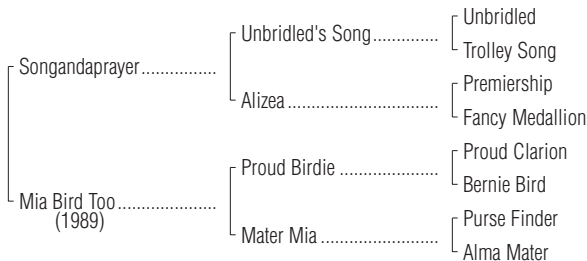 Unbridled
Unbridled's Song..............
Trolley Song
Songandaprayer................
Premiership
Alizea................................
Fancy Medallion
Proud Clarion
Proud Birdie .....................
Bernie Bird
Mia Bird Too.....................
(1989)
Purse Finder
Mater Mia .........................
Alma Mater